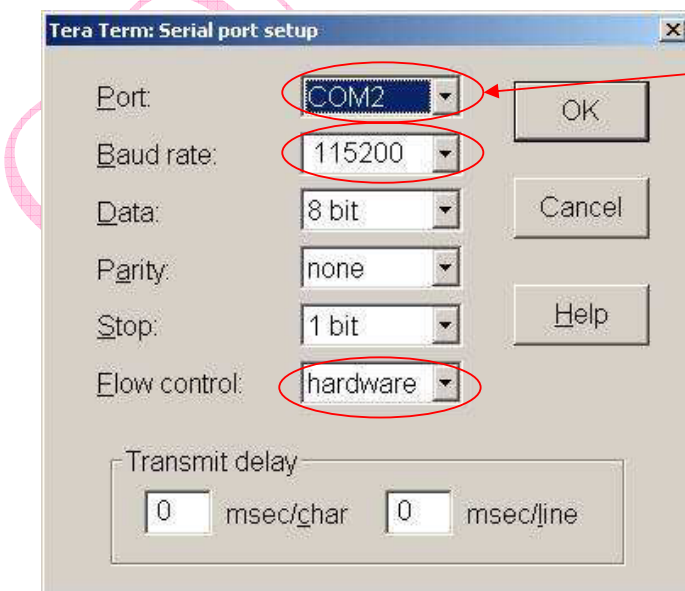 Tera Term: Serial port setup
Port: COM2
OK
Baud rate: 115200
Data: 8 bit
Cancel
Parity: none
Stop: 1 bit
Help
Flow control: hardware
Transmit delay
0 msec/char 0 msec/line